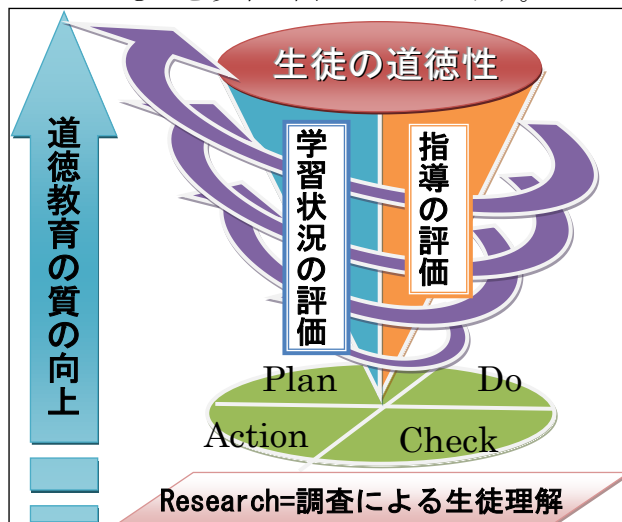 生徒の道徳性
道徳教育の質の向上
学習状況の評価
指導の評価
Plan
Do
Action
Check
Research=調査による生徒理解